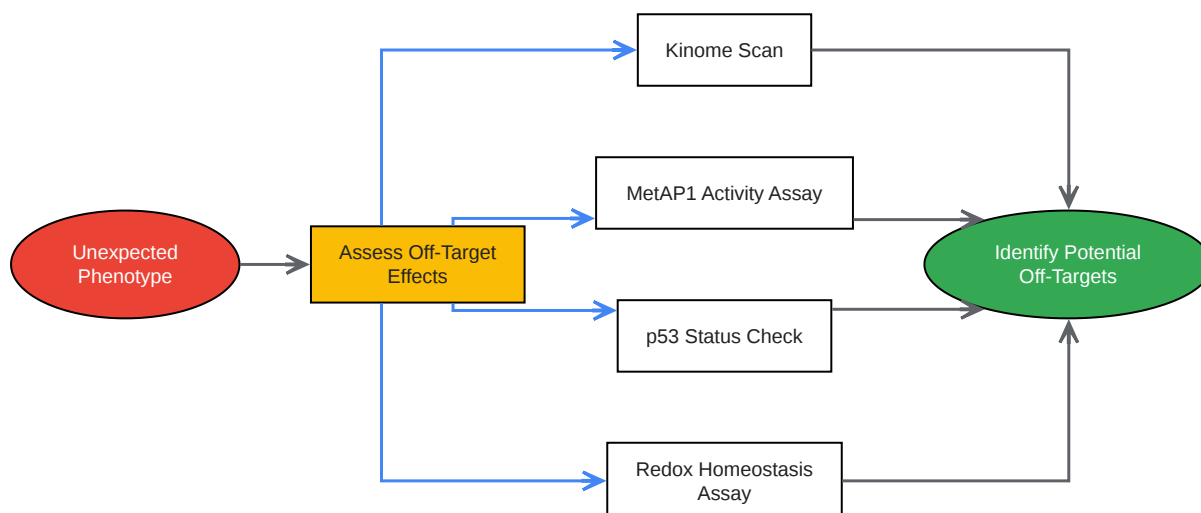 Unexpected
Phenotype
Assess Off-Target
Effects
Kinome Scan
MetAP1 Activity Assay
p53 Status Check
Redox Homeostasis
Assay
Identify Potential
Off-Targets